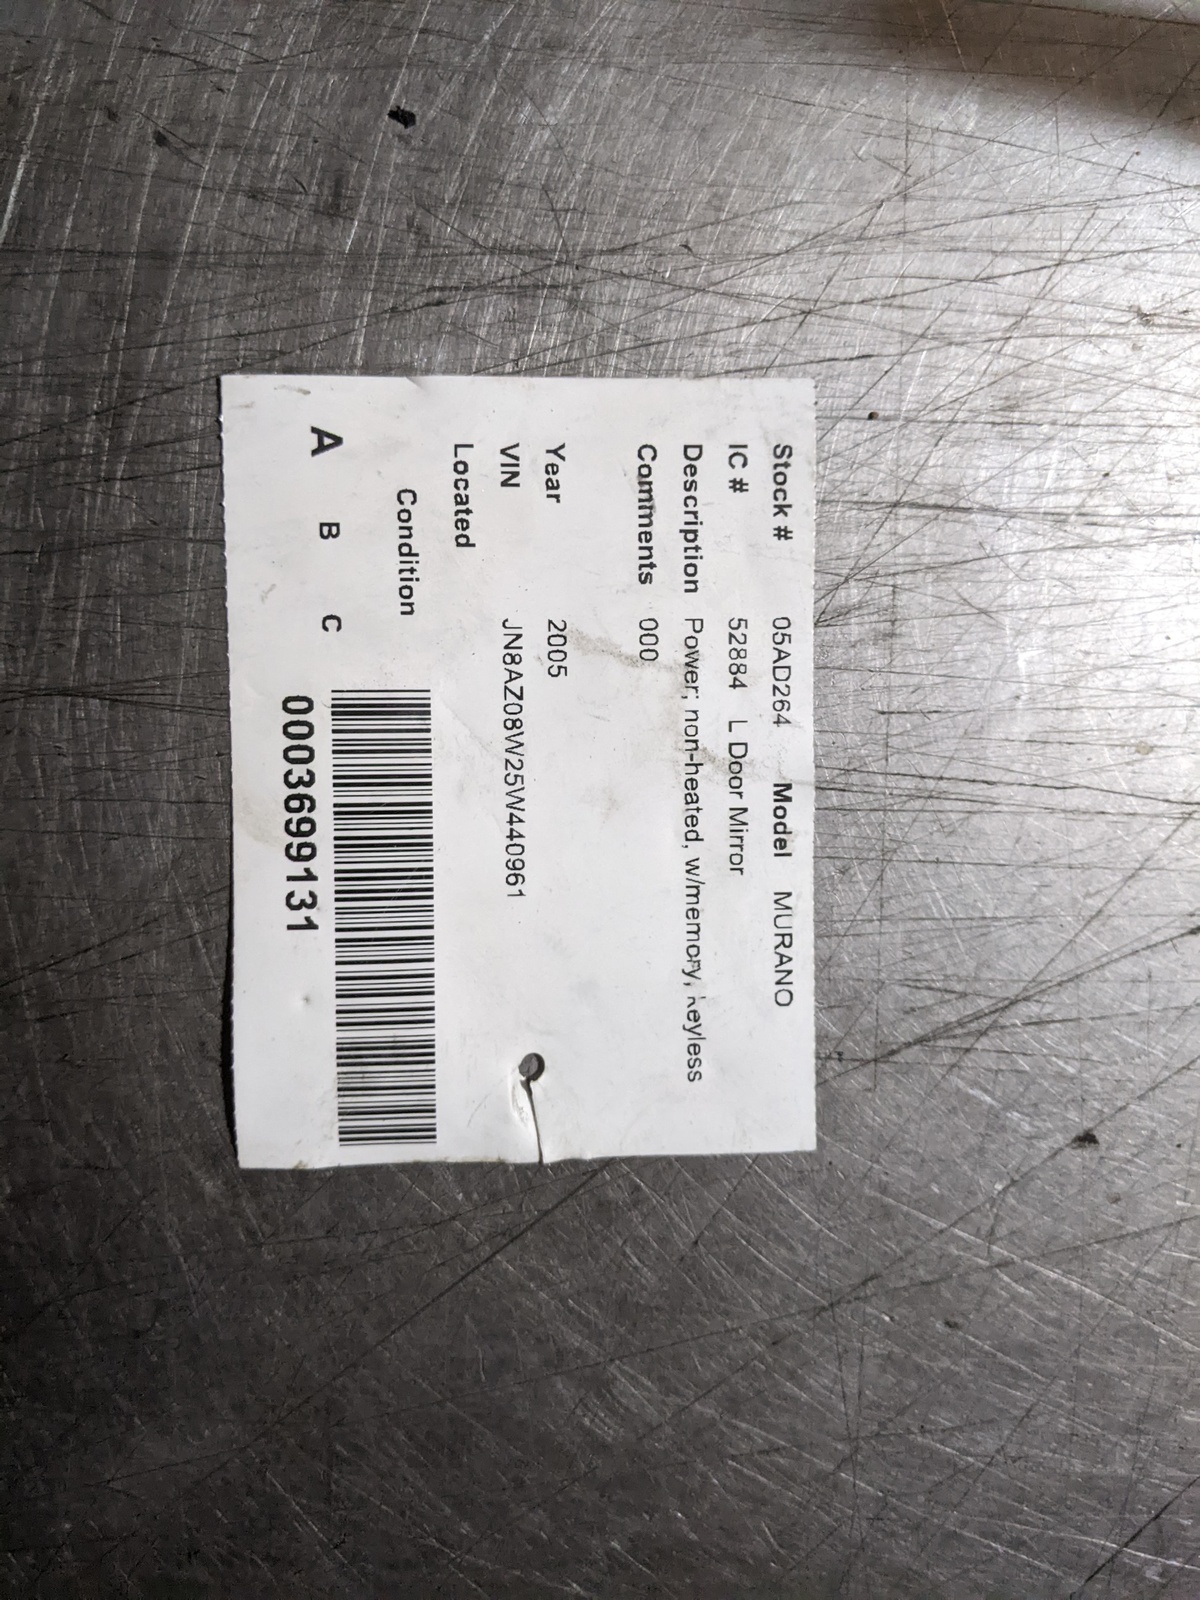 Stock # 05AD264 Model MURANO
IC # 52884 L Door Mirror
Description Power; non-heated, w/memory, keyless
Comments 000
Year 2005
VIN JN8AZ08W25W440961
Located
Condition
A B C
0003699131